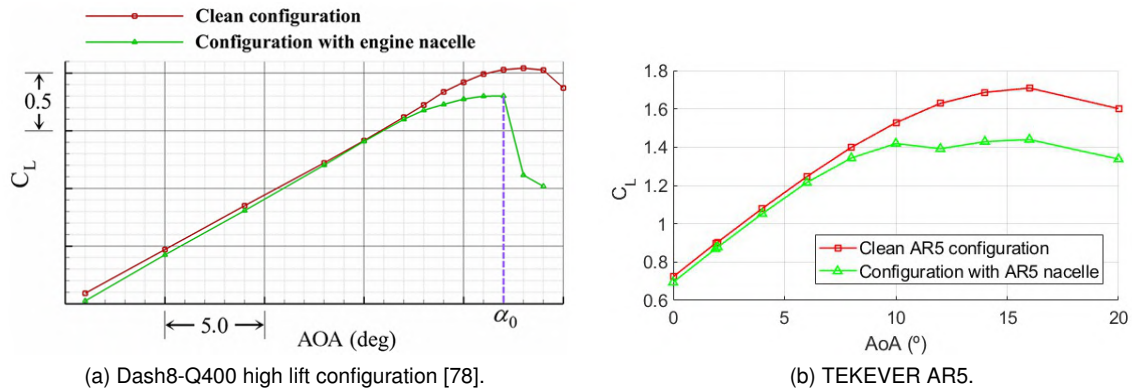 Clean configuration
Configuration with engine nacelle
0.5
C_L
5.0
AOA (deg)
α₀
(a) Dash8-Q400 high lift configuration [78].
1.8
1.6
1.4
1.2
1
0.8
0.6
C_L
Clean AR5 configuration
Configuration with AR5 nacelle
0 5 10 15 20
AoA (º)
(b) TEKEVER AR5.